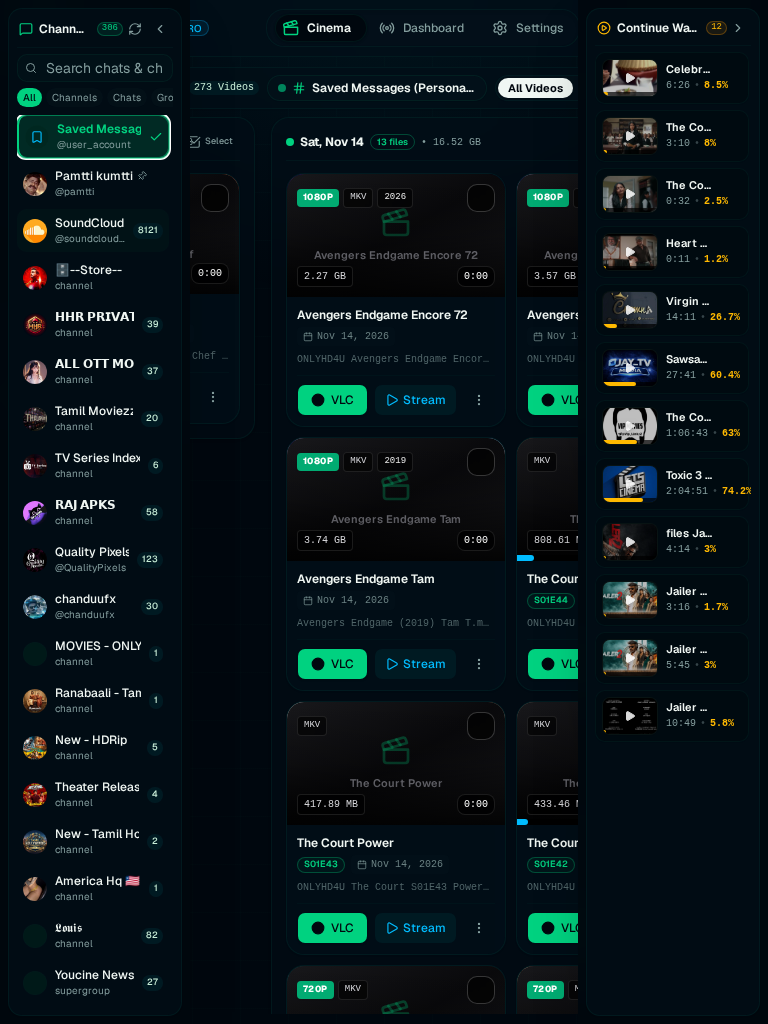 Chann...
306
Search chats & ch
All
Channels
Chats
Gro
Saved Messag
@user_account
Pamtti kumtti
@pamtti
SoundCloud
@soundcloud...
8121
--Store--
channel
HHR PRIVAT
channel
39
ALL OTT MO
channel
37
Tamil Moviezz
channel
20
TV Series Index
channel
6
RAJ APKS
channel
58
Quality Pixels
@QualityPixels
123
chanduufx
@chanduufx
30
MOVIES - ONLY
channel
1
Ranabaali - Tam
channel
1
New - HDRip
channel
5
Theater Releas
channel
4
New - Tamil Ho
channel
2
America Hq 🇺🇸
channel
1
𝕷𝖔𝖚𝖎𝖘
channel
82
Youcine News
supergroup
27
RO
Cinema
Dashboard
Settings
273 Videos
# Saved Messages (Persona...
All Videos
Select
0:00
Chef …
Sat, Nov 14
13 files
• 16.52 GB
1080P
MKV
2026
Avengers Endgame Encore 72
2.27 GB
0:00
Avengers Endgame Encore 72
Nov 14, 2026
ONLYHD4U Avengers Endgame Encor…
VLC
Stream
1080P
Aveng
3.57 GB
Avengers
Nov 1
ONLYHD4U
VLC
1080P
MKV
2019
Avengers Endgame Tam
3.74 GB
0:00
Avengers Endgame Tam
Nov 14, 2026
Avengers Endgame (2019) Tam T.m…
VLC
Stream
MKV
808.61 M
The Cour
S01E44
ONLYHD4U
VLC
MKV
The Court Power
417.89 MB
0:00
The Court Power
S01E43
Nov 14, 2026
ONLYHD4U The Court S01E43 Power…
VLC
Stream
MKV
433.46 M
The Cour
S01E42
ONLYHD4U
VLC
720P
MKV
720P
Continue Wa...
12
Celebr...
6:26 • 8.5%
The Co...
3:10 • 8%
The Co...
0:32 • 2.5%
Heart ...
0:11 • 1.2%
Virgin ...
14:11 • 26.7%
Sawsa...
27:41 • 60.4%
The Co...
1:06:43 • 63%
Toxic 3 ...
2:04:51 • 74.2%
files Ja...
4:14 • 3%
Jailer ...
3:16 • 1.7%
Jailer ...
5:45 • 3%
Jailer ...
10:49 • 5.8%